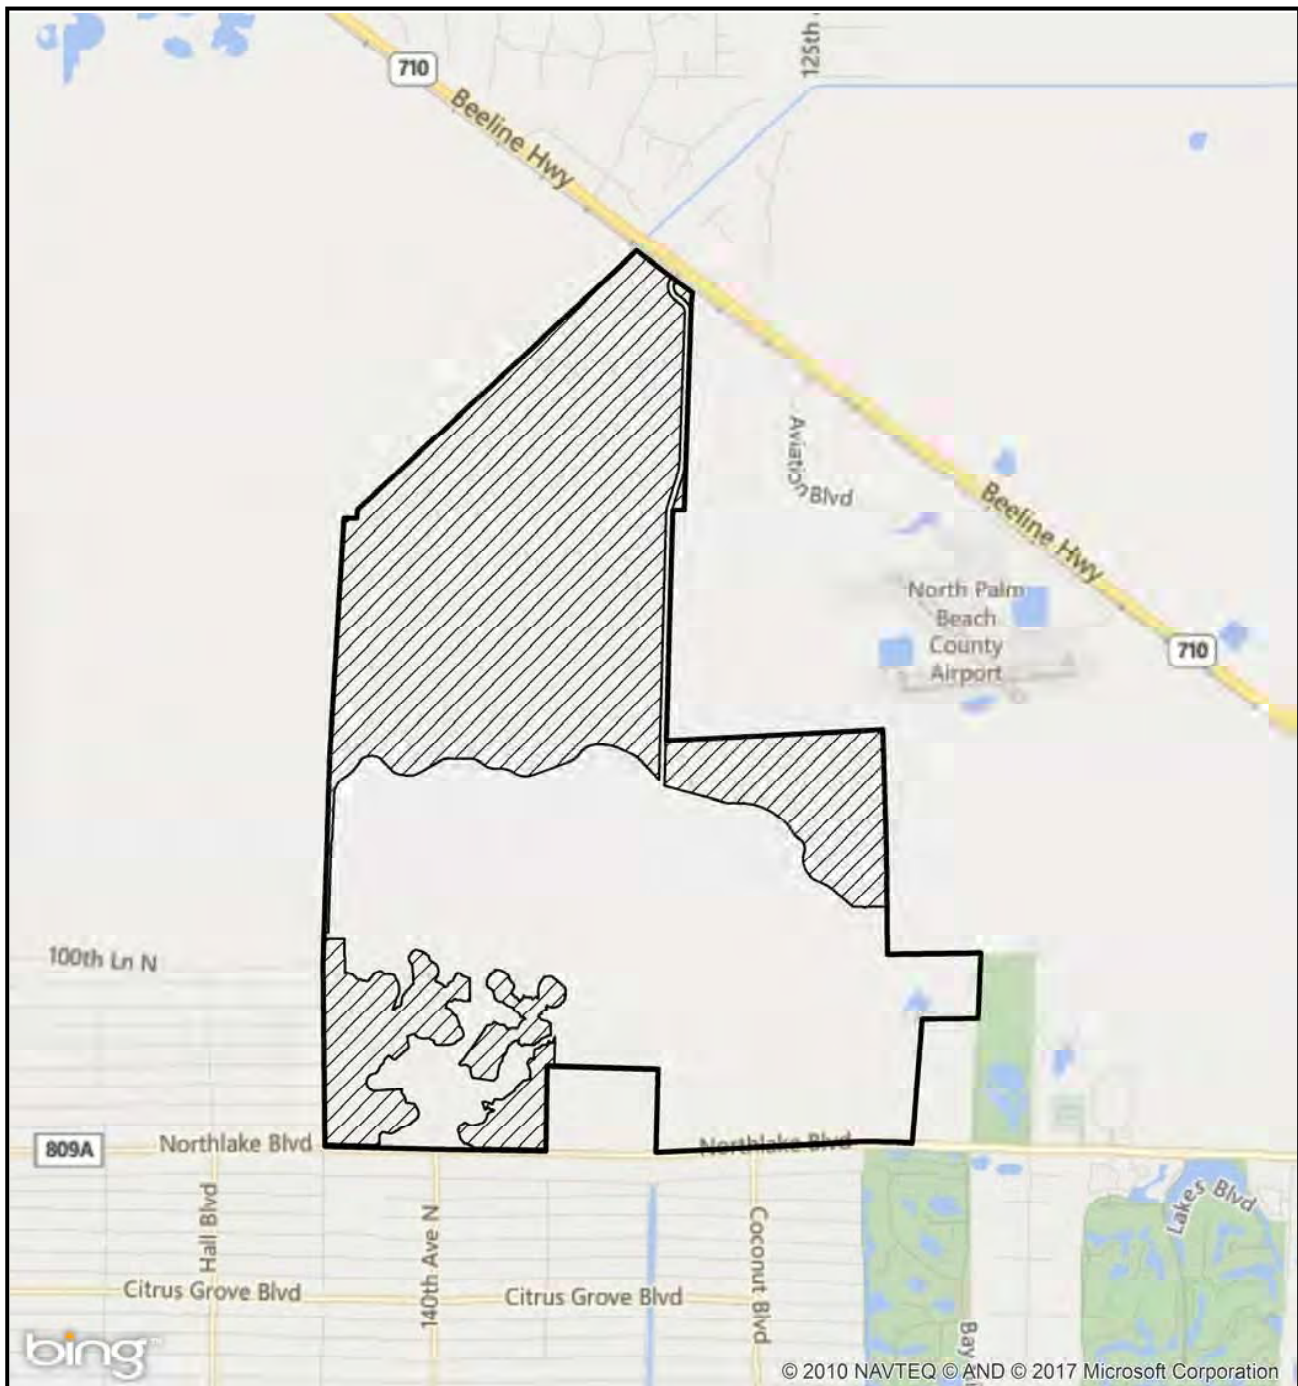 125th
710
Beeline Hwy
Aviation
Blvd
Beeline Hwy
North Palm
Beach
County
Airport
710
100th Ln N
809A
Northlake Blvd
Northlake Blvd
Hall Blvd
140th Ave N
Coconut Blvd
Lakes Blvd
Citrus Grove Blvd
Citrus Grove Blvd
Bay
bing™
© 2010 NAVTEQ © AND © 2017 Microsoft Corporation